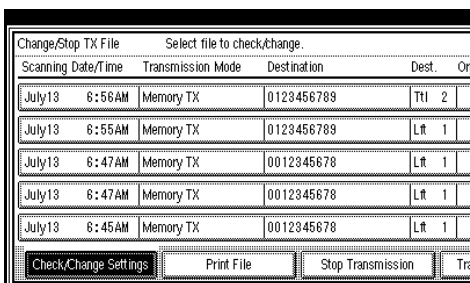 Change/Stop TX File Select file to check/change.
Scanning Date/Time Transmission Mode Destination Dest.
July13 6:56AM Memory TX 0123456789 Ttl 2
July13 6:55AM Memory TX 0123456789 Lft 1
July13 6:47AM Memory TX 0012345678 Lft 1
July13 6:47AM Memory TX 0012345678 Lft 1
July13 6:45AM Memory TX 0012345678 Lft 1
Check/Change Settings Print File Stop Transmission